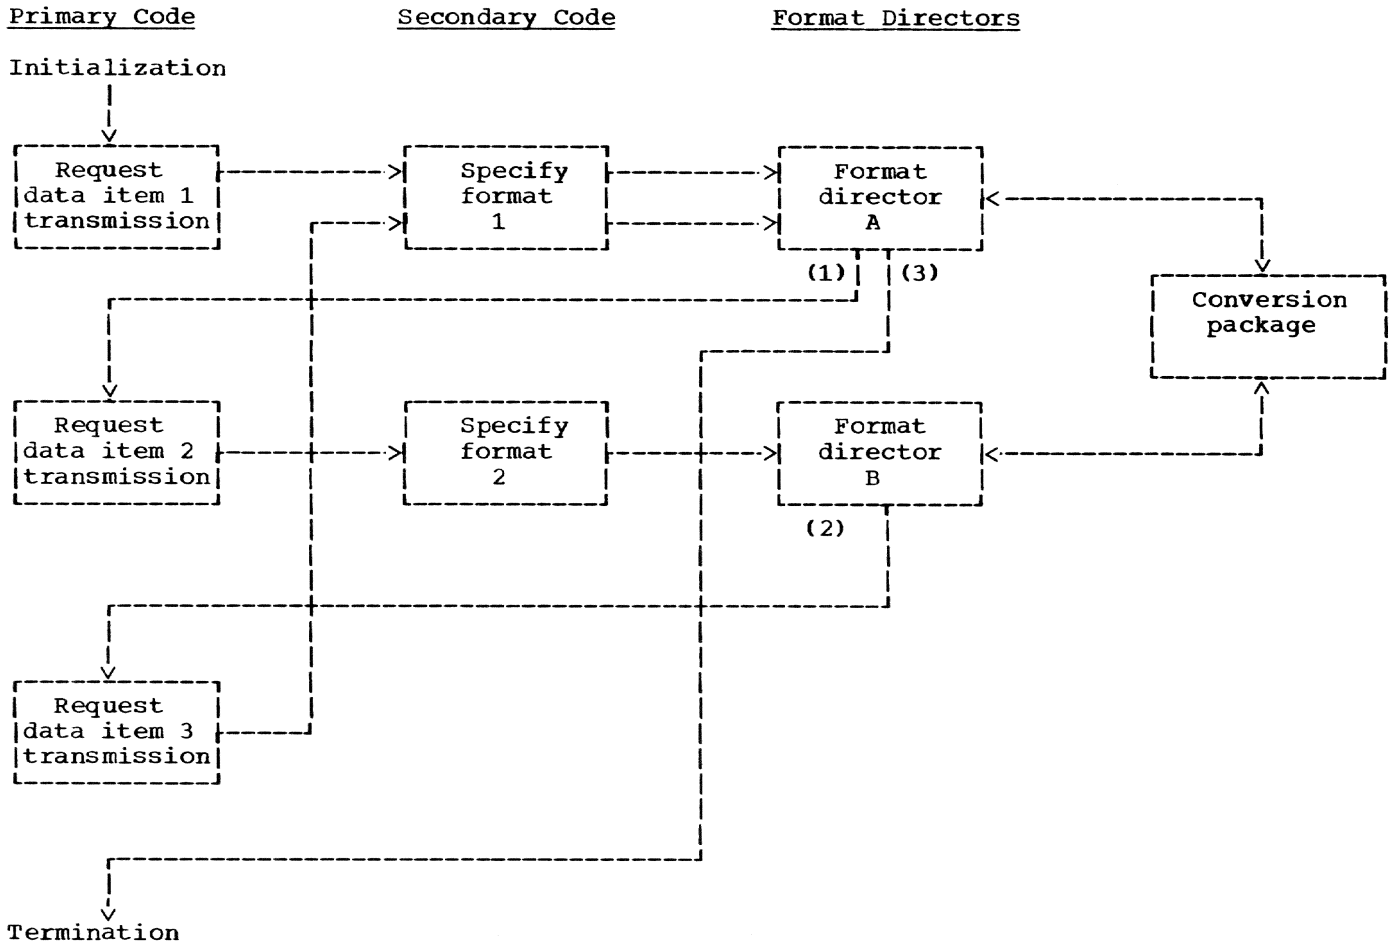 Primary Code
Secondary Code
Format Directors
Initialization
Request
data item 1
transmission
Specify
format
1
Format
director
A
(1)
(3)
Conversion
package
Request
data item 2
transmission
Specify
format
2
Format
director
B
(2)
Request
data item 3
transmission
Termination